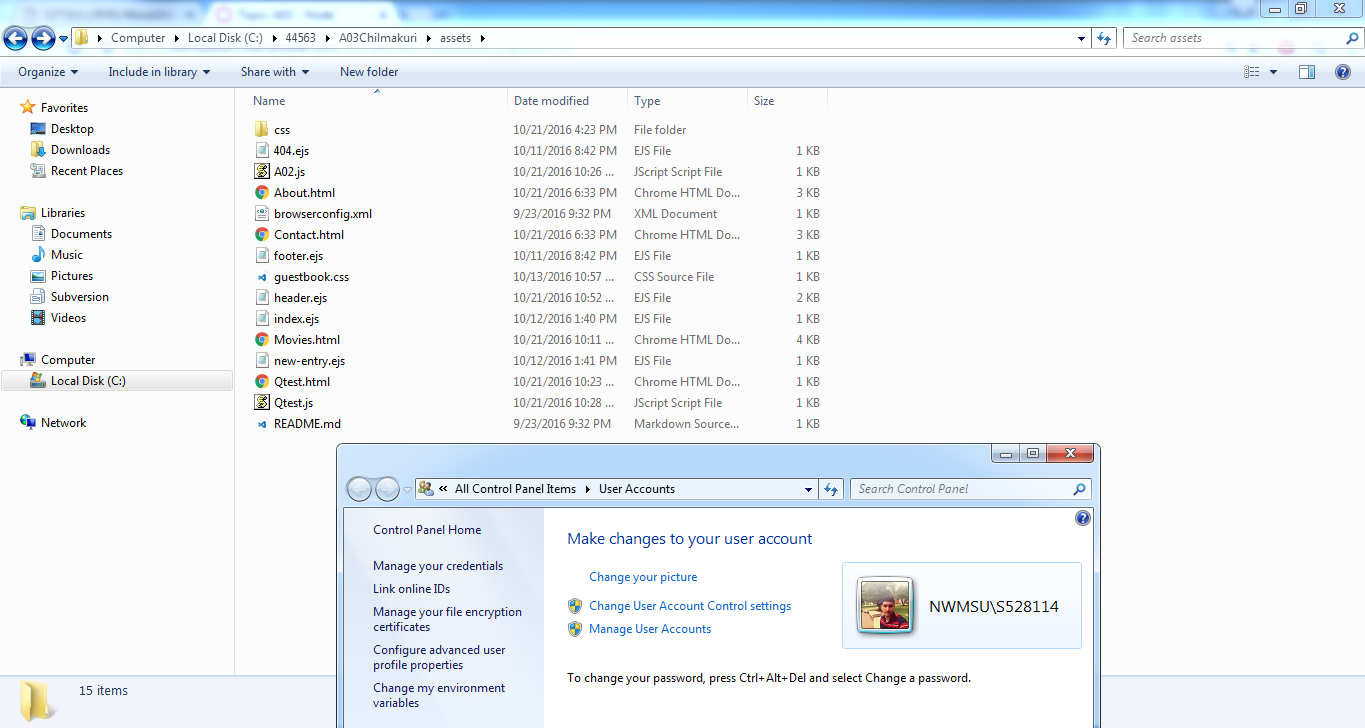 Computer Local Disk (C:) 44563 A03Chilmakuri assets
Search assets
Organize Include in library Share with New folder
Favorites
Desktop
Downloads
Recent Places
Libraries
Documents
Music
Pictures
Subversion
Videos
Computer
Local Disk (C:)
Network
Name Date modified Type Size
css 10/21/2016 4:23 PM File folder
404.ejs 10/11/2016 8:42 PM EJS File 1 KB
A02.js 10/21/2016 10:26 ... JScript Script File 1 KB
About.html 10/21/2016 6:33 PM Chrome HTML Do... 3 KB
browserconfig.xml 9/23/2016 9:32 PM XML Document 1 KB
Contact.html 10/21/2016 6:33 PM Chrome HTML Do... 3 KB
footer.ejs 10/11/2016 8:42 PM EJS File 1 KB
guestbook.css 10/13/2016 10:57 ... CSS Source File 1 KB
header.ejs 10/21/2016 10:52 ... EJS File 2 KB
index.ejs 10/12/2016 1:40 PM EJS File 1 KB
Movies.html 10/21/2016 10:11 ... Chrome HTML Do... 4 KB
new-entry.ejs 10/12/2016 1:41 PM EJS File 1 KB
Qtest.html 10/21/2016 10:23 ... Chrome HTML Do... 1 KB
Qtest.js 10/21/2016 10:28 ... JScript Script File 1 KB
README.md 9/23/2016 9:32 PM Markdown Source... 1 KB
15 items
« All Control Panel Items User Accounts
Search Control Panel
Control Panel Home
Manage your credentials
Link online IDs
Manage your file encryption
certificates
Configure advanced user
profile properties
Change my environment
variables
Make changes to your user account
Change your picture
Change User Account Control settings
Manage User Accounts
NWMSU\S528114
To change your password, press Ctrl+Alt+Del and select Change a password.